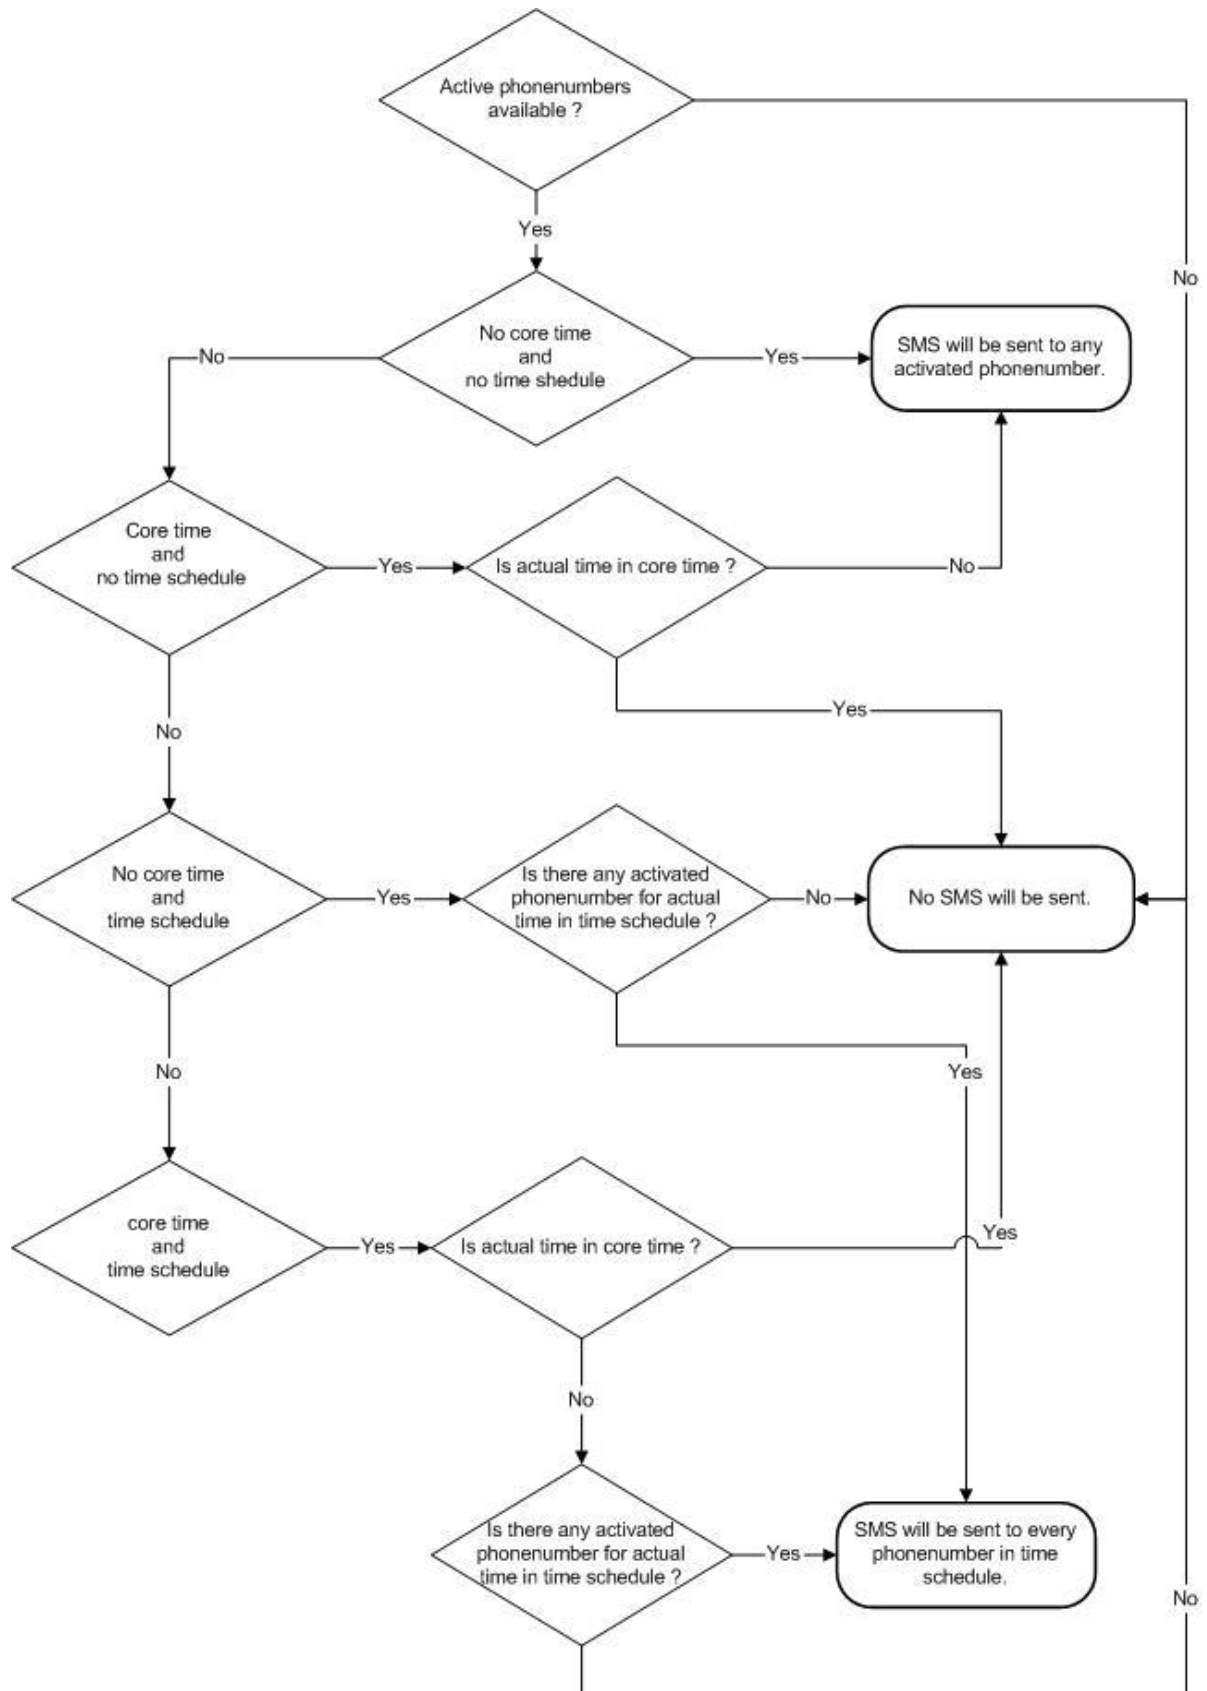 Active phonenumbers
available ?
Yes
No
No core time
and
no time shedule
No
Yes
SMS will be sent to any
activated phonenumber.
Core time
and
no time schedule
Yes
Is actual time in core time ?
No
Yes
No
No core time
and
time schedule
Yes
Is there any activated
phonenumber for actual
time in time schedule ?
No
No SMS will be sent.
Yes
No
core time
and
time schedule
Yes
Is actual time in core time ?
Yes
No
Is there any activated
phonenumber for actual
time in time schedule ?
Yes
SMS will be sent to every
phonenumber in time
schedule.
No